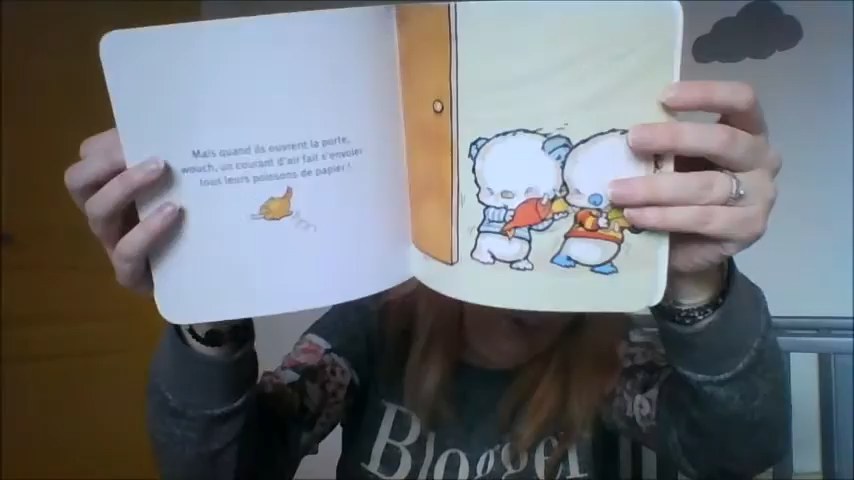 Mais quand ils ouvrent la porte,
wouch, un courant d'air fait s'envoler
tous leurs poissons de papier !
Blogger